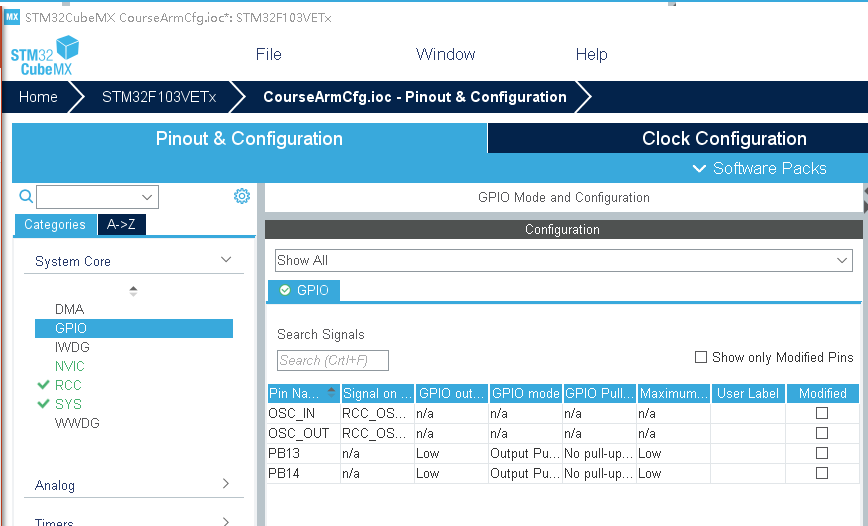 MX STM32CubeMX CourseArmCfg.ioc*: STM32F103VETx
STM32
CubeMX
File Window Help
Home STM32F103VETx CourseArmCfg.ioc - Pinout & Configuration
Pinout & Configuration Clock Configuration
Software Packs
GPIO Mode and Configuration
Categories A->Z
Configuration
System Core
Show All
DMA
GPIO
IWDG
NVIC
RCC
SYS
WWDG
Analog
Timers
GPIO
Search Signals
Search (Crtl+F)
Show only Modified Pins
Pin Na... Signal on ... GPIO out... GPIO mode GPIO Pull... Maximum... User Label Modified
OSC_IN RCC_OS... n/a n/a n/a n/a
OSC_OUT RCC_OS... n/a n/a n/a n/a
PB13 n/a Low Output Pu... No pull-up... Low
PB14 n/a Low Output Pu... No pull-up... Low